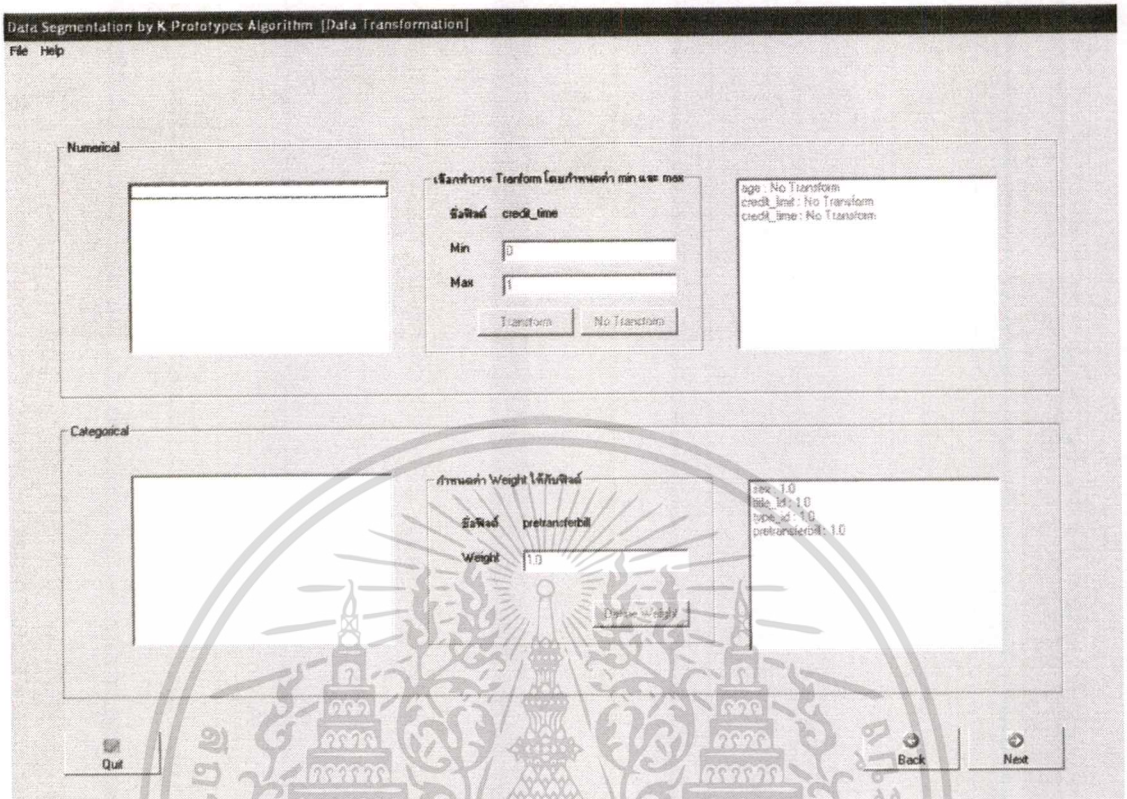 Data Segmentation by K Prototypes Algorithm [Data Transformation]
File Help
Numerical
เลือกทำการ Tranform โดยกำหนดค่า min และ max
ชื่อฟิลด์ credit_time
Min 0
Max 1
Transform No Transform
age : No Transform
credit_limit : No Transform
credit_time : No Transform
Categorical
กำหนดค่า Weight ให้กับฟิลด์
ชื่อฟิลด์ pretransferbill
Weight 1.0
Define Weight
sex : 1.0
title_id : 1.0
type_id : 1.0
pretransferbill : 1.0
Quit
Back
Next